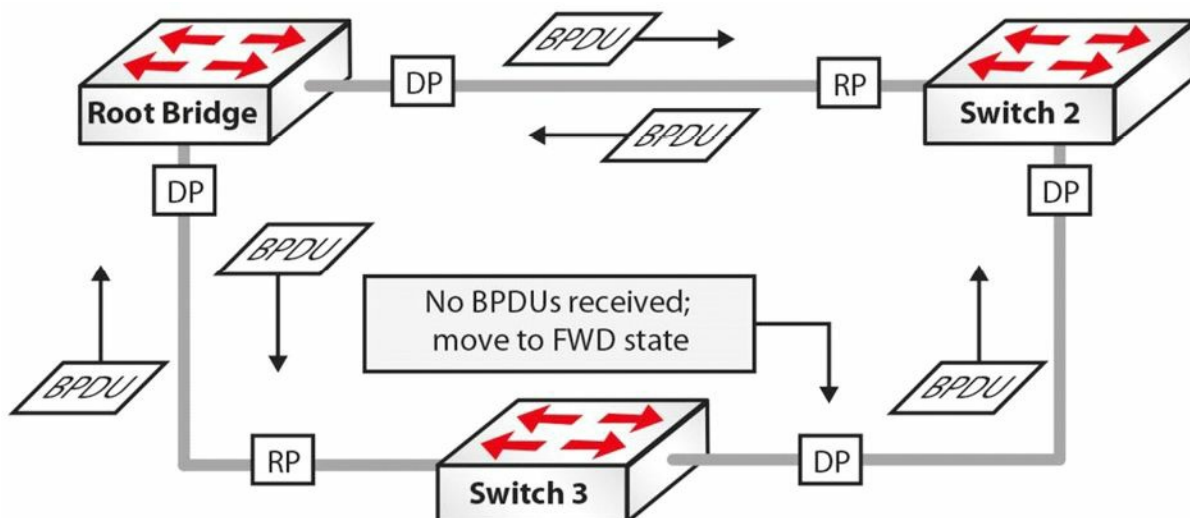 BPDU
Root Bridge
DP
RP
Switch 2
BPDU
DP
DP
BPDU
No BPDUs received;
move to FWD state
BPDU
BPDU
RP
Switch 3
DP